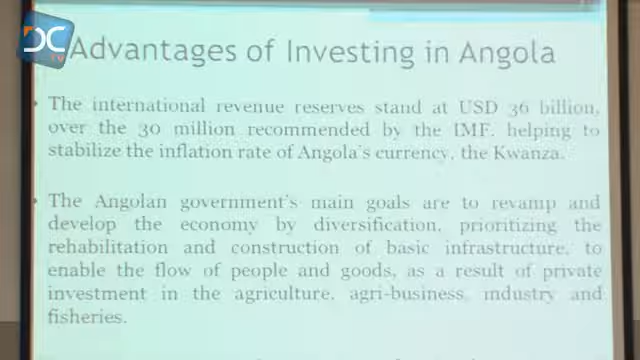 DC
TV
Advantages of Investing in Angola
The international revenue reserves stand at USD 36 billion,
over the 30 million recommended by the IMF, helping to
stabilize the inflation rate of Angola's currency, the Kwanza.
The Angolan government's main goals are to revamp and
develop the economy by diversification, prioritizing the
rehabilitation and construction of basic infrastructure, to
enable the flow of people and goods, as a result of private
investment in the agriculture, agri-business, industry and
fisheries.